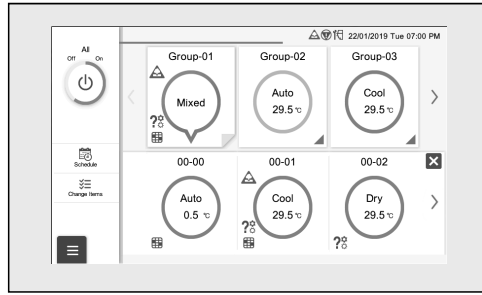 22/01/2019 Tue 07:00 PM
All
Off On
Group-01
Group-02
Group-03
Mixed
Auto
29.5 °C
Cool
29.5 °C
Schedule
Change Items
00-00
00-01
00-02
Auto
0.5 °C
Cool
29.5 °C
Dry
29.5 °C